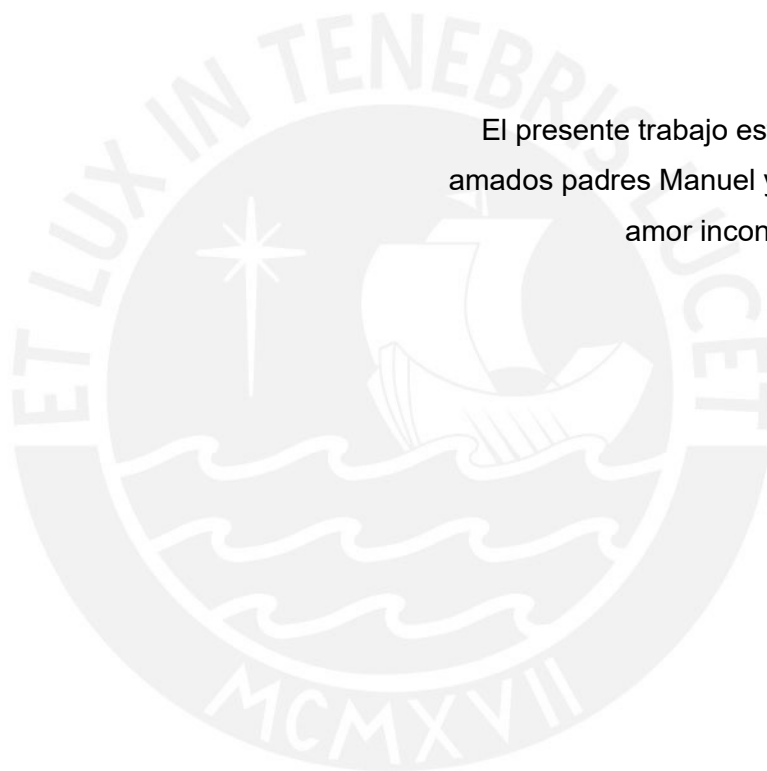 ET LUX IN TENEBRIS LUCET
El presente trabajo es
amados padres Manuel y
amor incon
MCMXVII